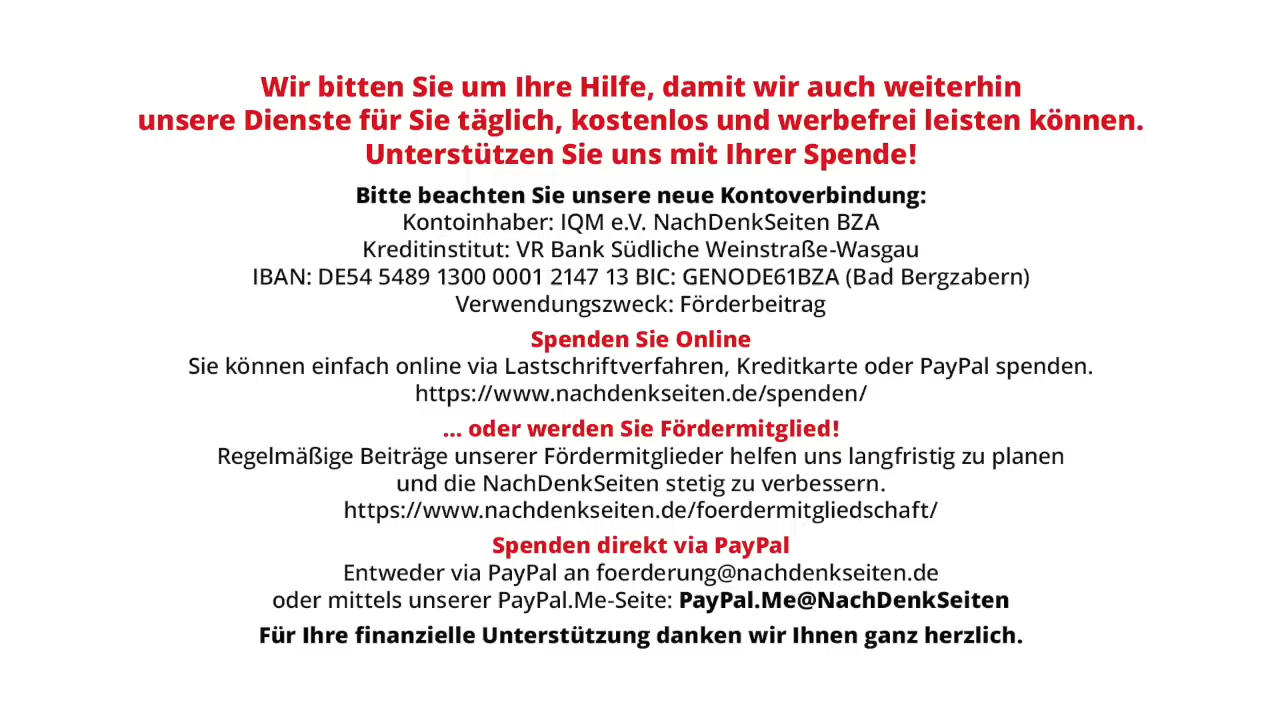 Wir bitten Sie um Ihre Hilfe, damit wir auch weiterhin
unsere Dienste für Sie täglich, kostenlos und werbefrei leisten können.
Unterstützen Sie uns mit Ihrer Spende!
Bitte beachten Sie unsere neue Kontoverbindung:
Kontoinhaber: IQM e.V. NachDenkSeiten BZA
Kreditinstitut: VR Bank Südliche Weinstraße-Wasgau
IBAN: DE54 5489 1300 0001 2147 13 BIC: GENODE61BZA (Bad Bergzabern)
Verwendungszweck: Förderbeitrag
Spenden Sie Online
Sie können einfach online via Lastschriftverfahren, Kreditkarte oder PayPal spenden.
https://www.nachdenkseiten.de/spenden/
... oder werden Sie Fördermitglied!
Regelmäßige Beiträge unserer Fördermitglieder helfen uns langfristig zu planen
und die NachDenkSeiten stetig zu verbessern.
https://www.nachdenkseiten.de/foerdermitgliedschaft/
Spenden direkt via PayPal
Entweder via PayPal an foerderung@nachdenkseiten.de
oder mittels unserer PayPal.Me-Seite: PayPal.Me@NachDenkSeiten
Für Ihre finanzielle Unterstützung danken wir Ihnen ganz herzlich.